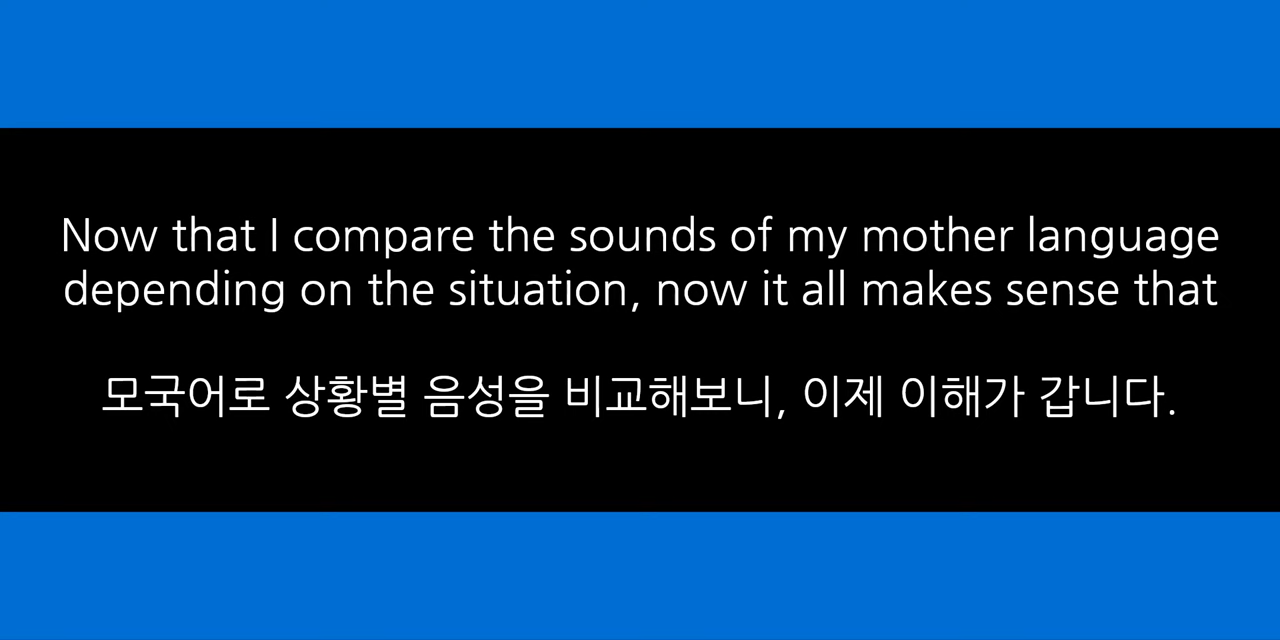 Now that I compare the sounds of my mother language
depending on the situation, now it all makes sense that
모국어로 상황별 음성을 비교해보니, 이제 이해가 갑니다.